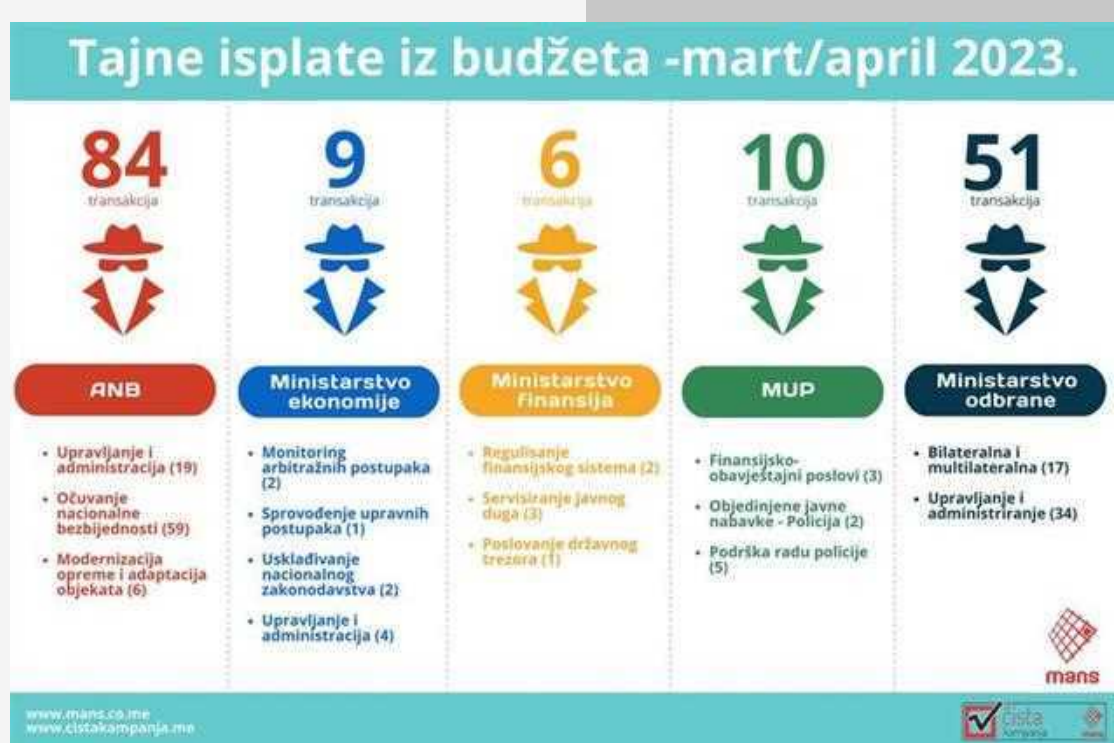 Tajne isplate iz budžeta -mart/april 2023.
84
transakcija
ANB
• Upravljanje i
administracija (19)
• Očuvanje
nacionalne
bezbijednosti (59)
• Modernizacija
opreme i adaptacija
objekata (6)
9
transakcija
Ministarstvo
ekonomije
• Monitoring
arbitražnih postupaka
(2)
• Sprovođenje upravnih
postupaka (1)
• Usklađivanje
nacionalnog
zakonodavstva (2)
• Upravljanje i
administracija (4)
6
transakcija
Ministarstvo
finansija
• Regulisanje
finansijskog sistema (2)
• Servisiranje javnog
duga (3)
• Poslovanje državnog
trezora (1)
10
transakcija
MUP
• Finansijsko-
obavještajni poslovi (3)
• Objedinjene javne
nabavke - Policija (2)
• Podrška radu policije
(5)
51
transakcija
Ministarstvo
odbrane
• Bilateralna i
multilateralna (17)
• Upravljanje i
administriranje (34)
mans
www.mans.co.me
www.cistakampanja.me
čista
kampanja
mans